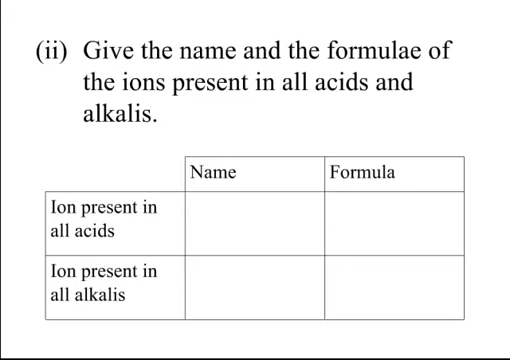 (ii) Give the name and the formulae of
the ions present in all acids and
alkalis.
Name Formula
Ion present in
all acids
Ion present in
all alkalis